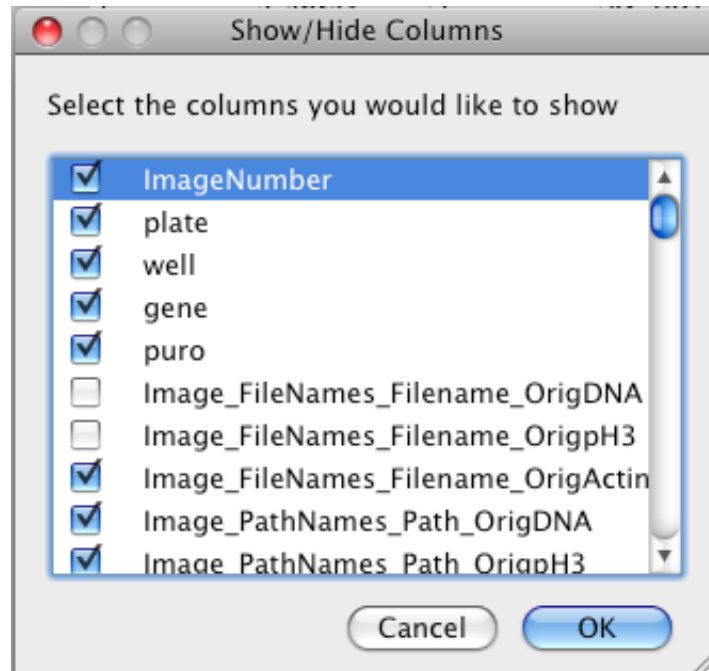 Show/Hide Columns
Select the columns you would like to show
ImageNumber
plate
well
gene
puro
Image_FileNames_Filename_OrigDNA
Image_FileNames_Filename_OrigpH3
Image_FileNames_Filename_OrigActin
Image_PathNames_Path_OrigDNA
Image_PathNames_Path_OrigpH3
Cancel
OK